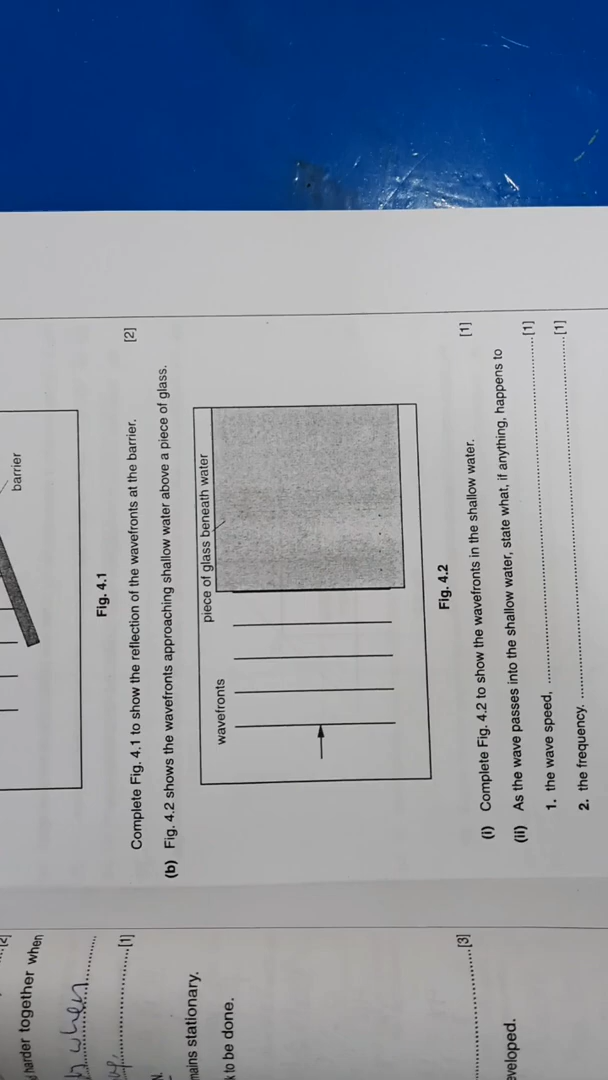 barrier
Fig. 4.1
Complete Fig. 4.1 to show the reflection of the wavefronts at the barrier. [2]
(b) Fig. 4.2 shows the wavefronts approaching shallow water above a piece of glass.
piece of glass beneath water
wavefronts
Fig. 4.2
(i) Complete Fig. 4.2 to show the wavefronts in the shallow water. [1]
(ii) As the wave passes into the shallow water, state what, if anything, happens to
1. the wave speed, ........................................ [1]
2. the frequency. ........................................ [1]
harder together when
when
[1]
mains stationary.
to be done.
[3]
eveloped.